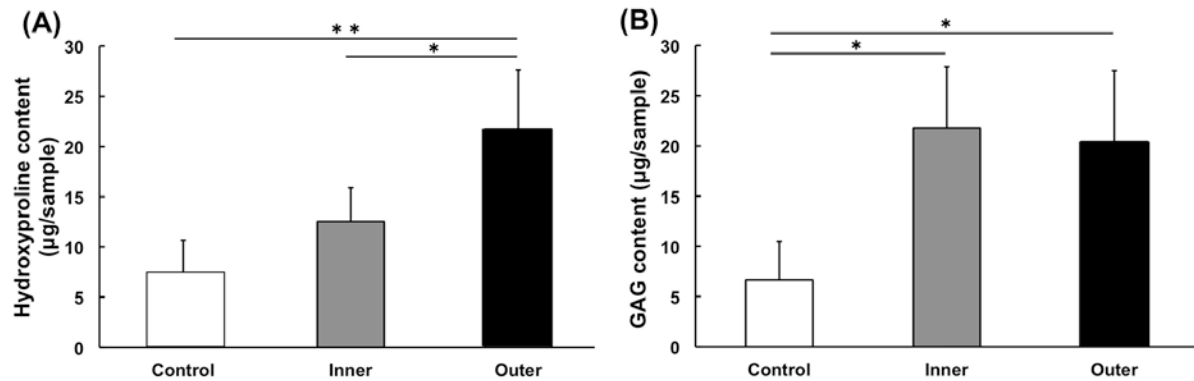 (A)
Hydroxyproline content
(µg/sample)
30
25
20
15
10
5
0
* *
*
Control Inner Outer
(B)
GAG content (µg/sample)
30
25
20
15
10
5
0
*
*
Control Inner Outer